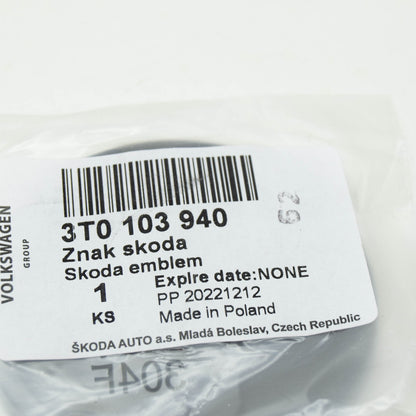 VOLKSWAGEN
GROUP
3T0 103 940
Znak skoda
Skoda emblem
1
KS
Expire date:NONE
PP 20221212
Made in Poland
62
ŠKODA AUTO a.s. Mladá Boleslav, Czech Republic
304F